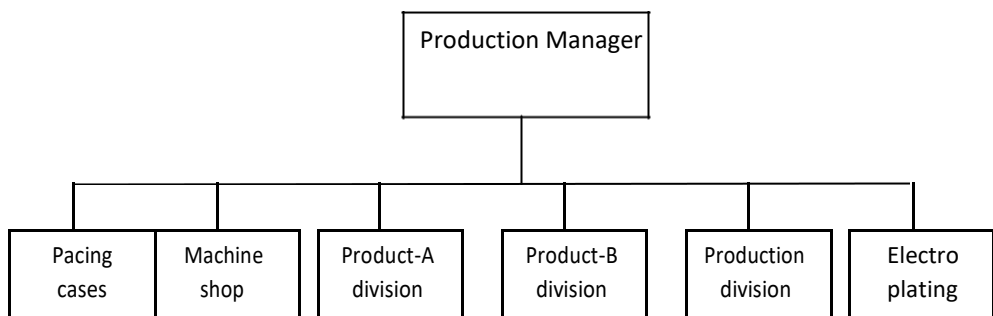 Production Manager
Pacing
cases
Machine
shop
Product-A
division
Product-B
division
Production
division
Electro
plating